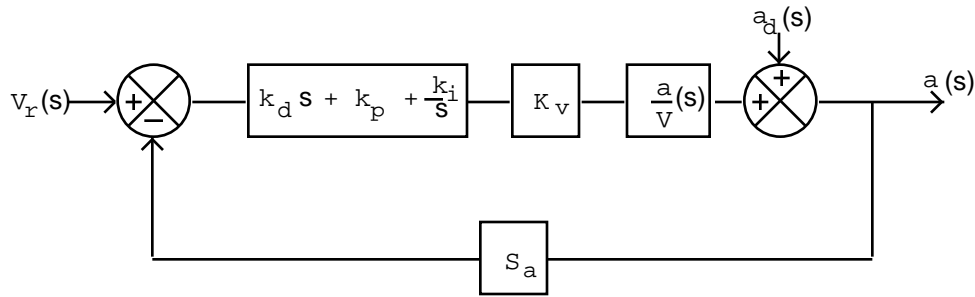 a_d(s)
V_r(s)
+
−
k_d s + k_p + k_i/s
K_v
a/V (s)
+
+
a(s)
S_a